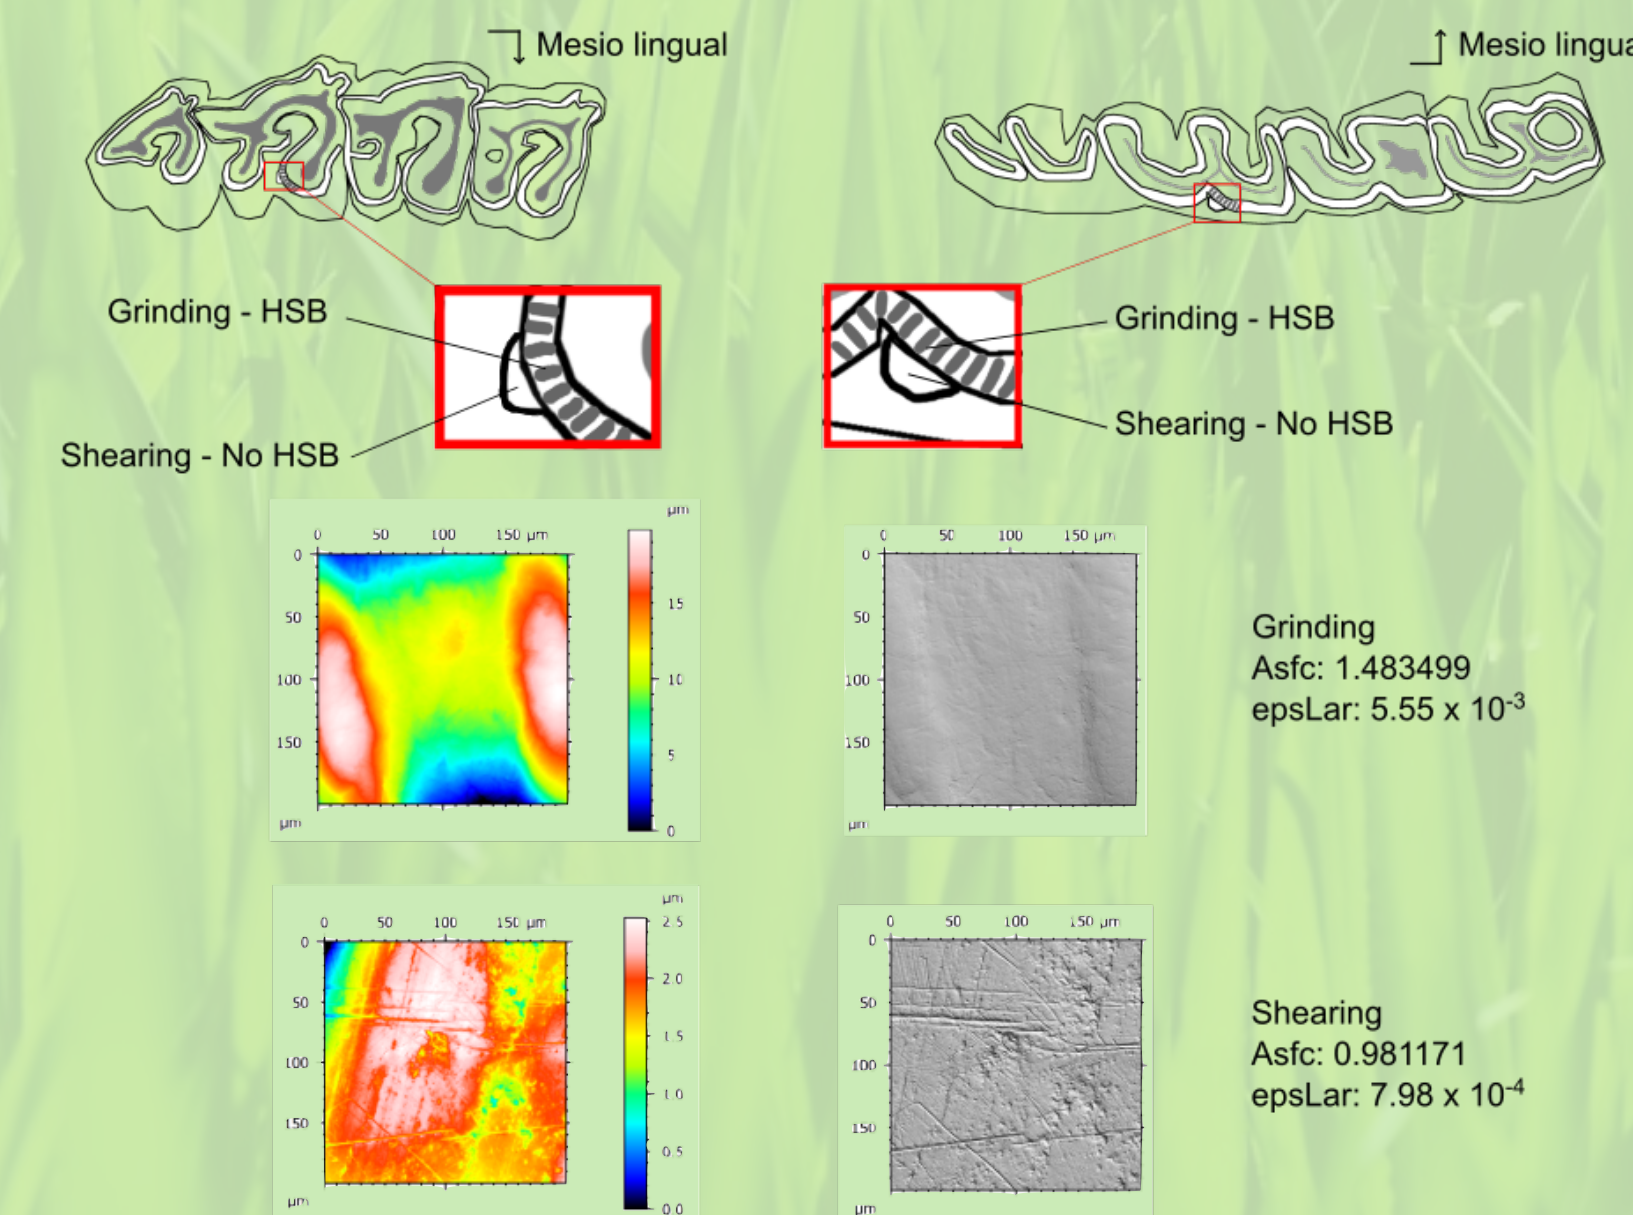 Mesio lingual
Mesio lingua
Grinding - HSB
Shearing - No HSB
Grinding - HSB
Shearing - No HSB
µm
0 50 100 150 µm
0
50
100
150
µm
15
10
5
0
0 50 100 150 µm
0
50
100
150
µm
Grinding
Asfc: 1.483499
epsLar: 5.55 x 10⁻³
µm
0 50 100 150 µm
0
50
100
150
µm
2.5
2.0
1.5
1.0
0.5
0.0
0 50 100 150 µm
0
50
100
150
µm
Shearing
Asfc: 0.981171
epsLar: 7.98 x 10⁻⁴